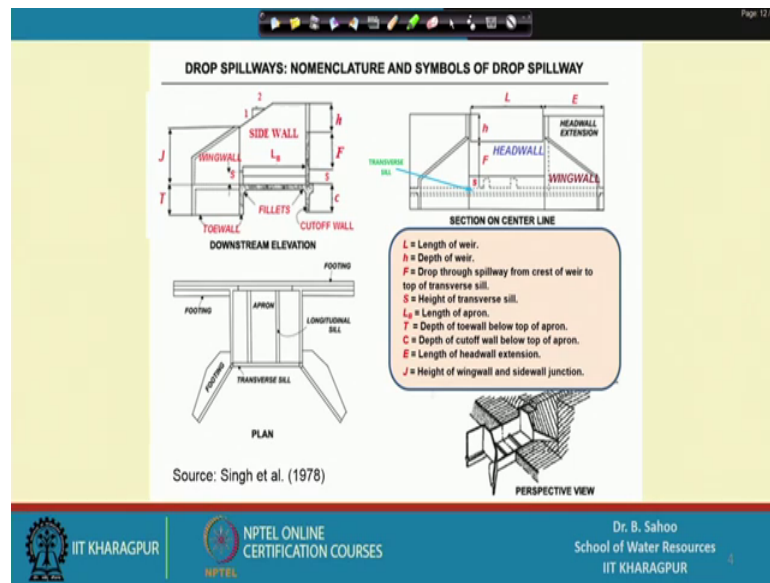 Page: 12
DROP SPILLWAYS: NOMENCLATURE AND SYMBOLS OF DROP SPILLWAY
2
1
SIDE WALL
h
J
WINGWALL
L_B
F
S
S
T
C
FILLETS
TOEWALL
CUTOFF WALL
DOWNSTREAM ELEVATION
L
E
h
HEADWALL EXTENSION
F
HEADWALL
TRANSVERSE SILL
S
WINGWALL
SECTION ON CENTER LINE
L = Length of weir.
h = Depth of weir.
F = Drop through spillway from crest of weir to
top of transverse sill.
S = Height of transverse sill.
L_B = Length of apron.
T = Depth of toewall below top of apron.
C = Depth of cutoff wall below top of apron.
E = Length of headwall extension.
J = Height of wingwall and sidewall junction.
FOOTING
FOOTING
APRON
LONGITUDINAL SILL
FOOTING
TRANSVERSE SILL
PLAN
PERSPECTIVE VIEW
Source: Singh et al. (1978)
IIT KHARAGPUR
NPTEL
NPTEL ONLINE
CERTIFICATION COURSES
Dr. B. Sahoo
School of Water Resources
IIT KHARAGPUR
4